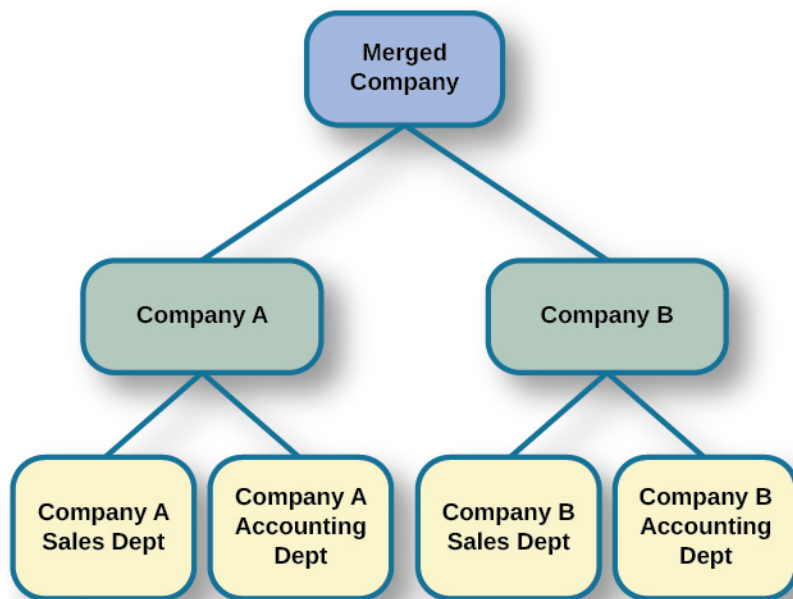 Merged
Company
Company A
Company B
Company A
Sales Dept
Company A
Accounting
Dept
Company B
Sales Dept
Company B
Accounting
Dept